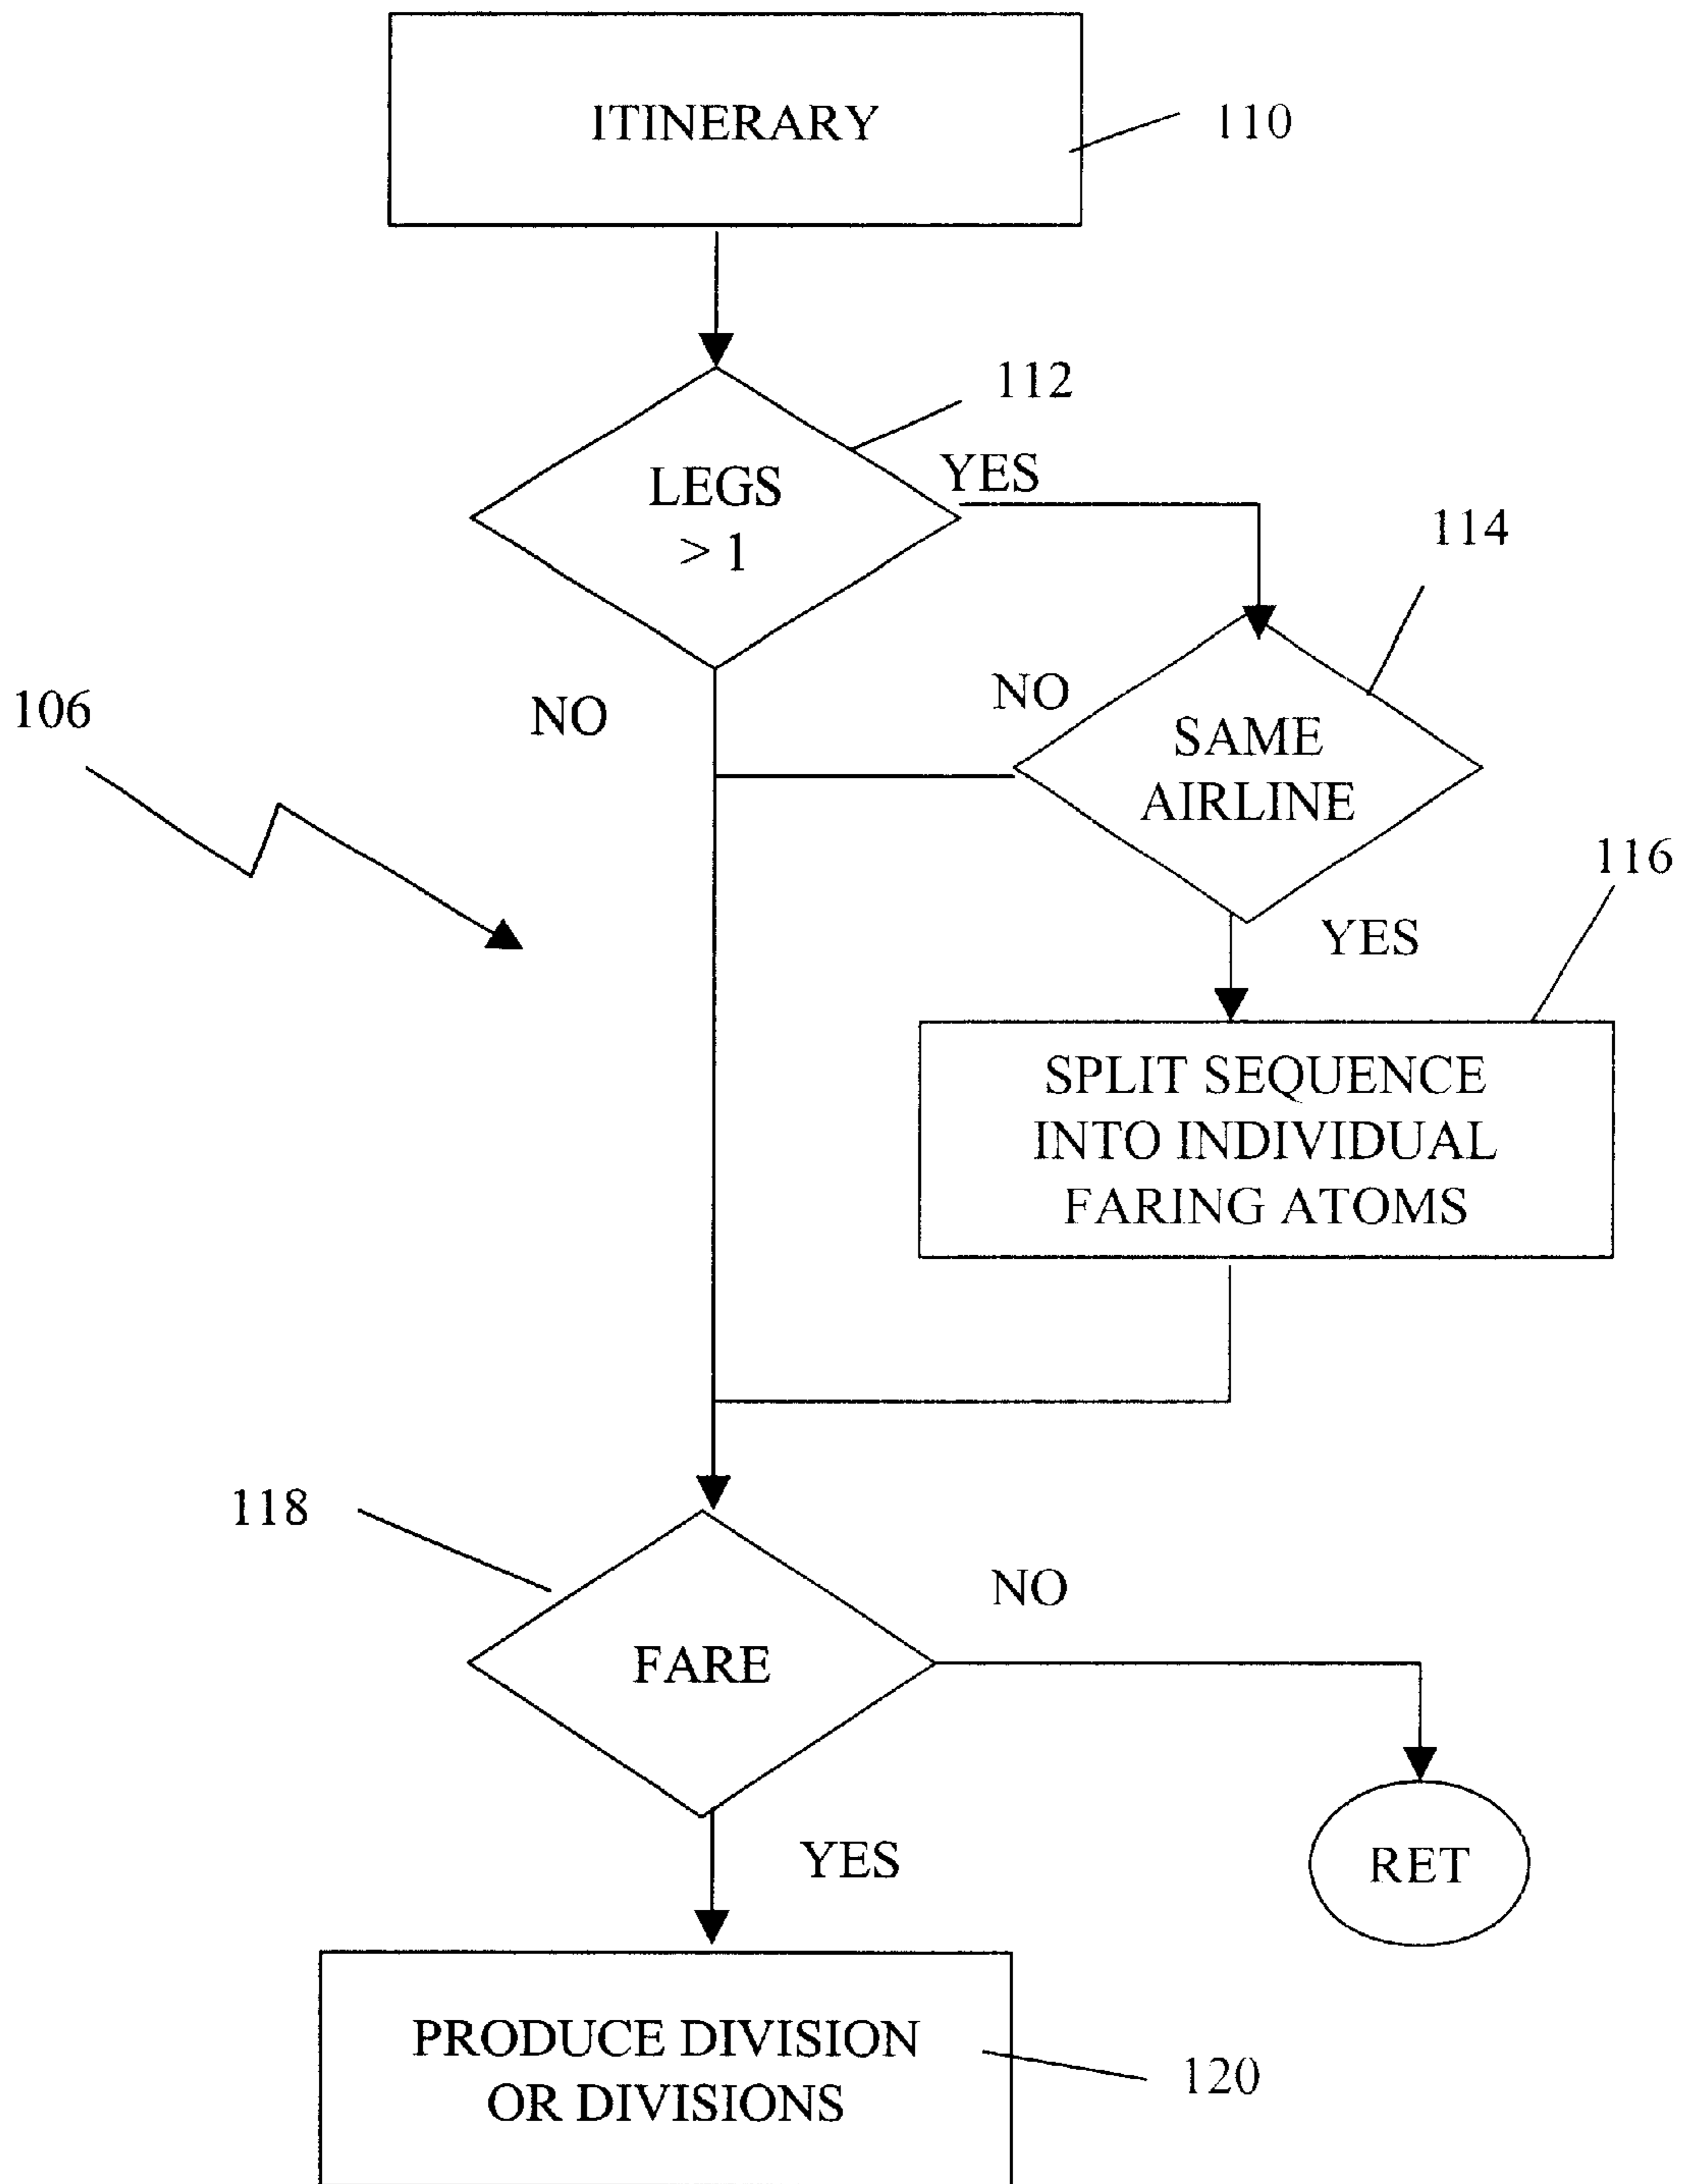 ITINERARY
110
112
LEGS
> 1
YES
114
106
NO
NO
SAME
AIRLINE
116
YES
SPLIT SEQUENCE
INTO INDIVIDUAL
FARING ATOMS
118
NO
FARE
YES
RET
PRODUCE DIVISION
OR DIVISIONS
120